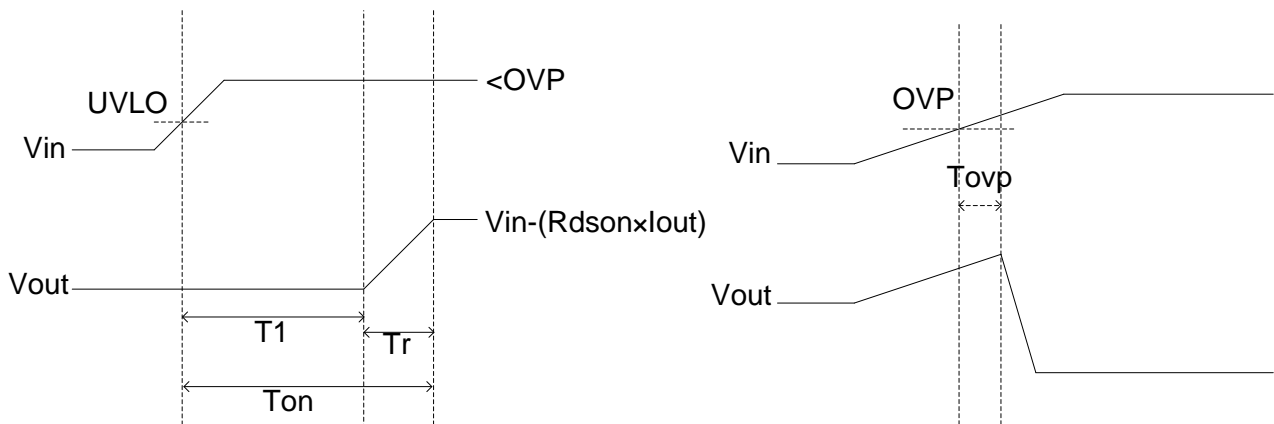 UVLO
<OVP
Vin
Vin-(Rdson×Iout)
Vout
T1
Tr
Ton
OVP
Vin
Tovp
Vout